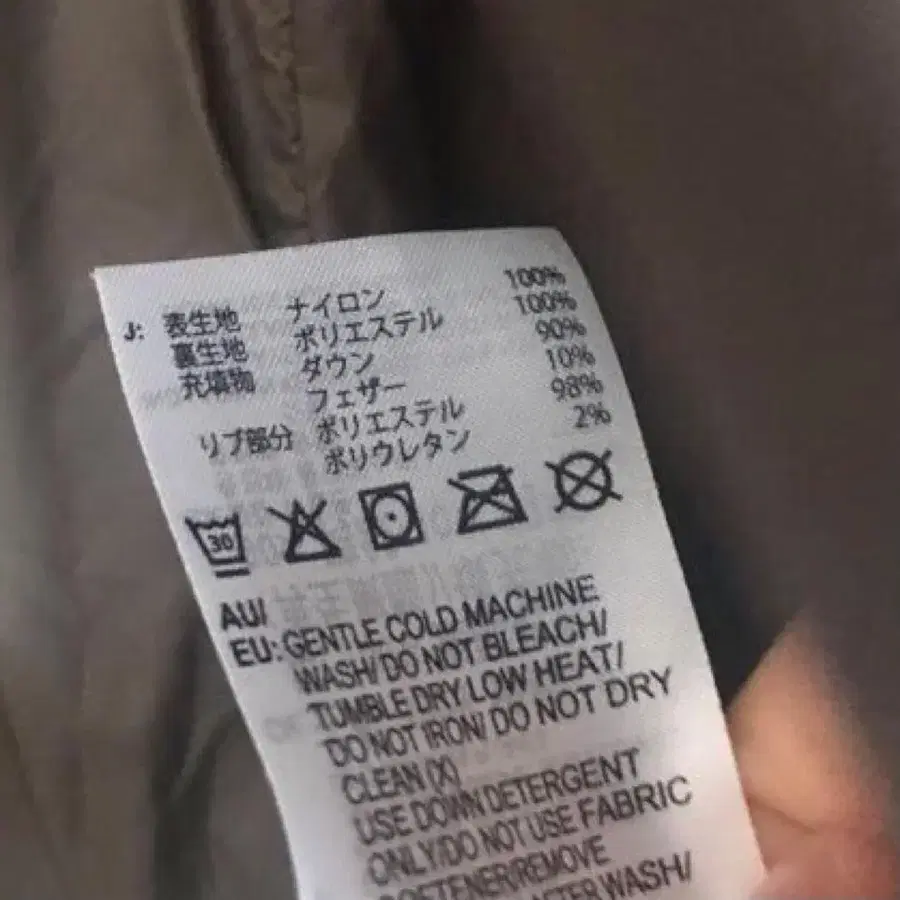 J: 表生地 ナイロン 100%
裏生地 ポリエステル 100%
充填物 ダウン 90%
フェザー 10%
リブ部分 ポリエステル 98%
ポリウレタン 2%
30
AU/
EU: GENTLE COLD MACHINE
WASH/DO NOT BLEACH/
TUMBLE DRY LOW HEAT/
DO NOT IRON/DO NOT DRY
CLEAN (X)
USE DOWN DETERGENT
ONLY/DO NOT USE FABRIC
SOFTENER/REMOVE
AFTER WASH/